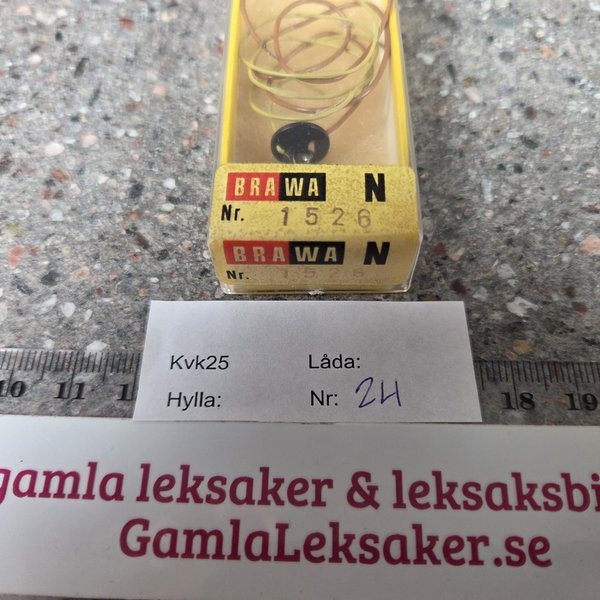 BRAWA N
Nr. 1526
BRAWA N
Nr. 1526
Kvk25 Låda:
Hylla: Nr: 24
10 11 18 19
gamla leksaker & leksaksbi
GamlaLeksaker.se